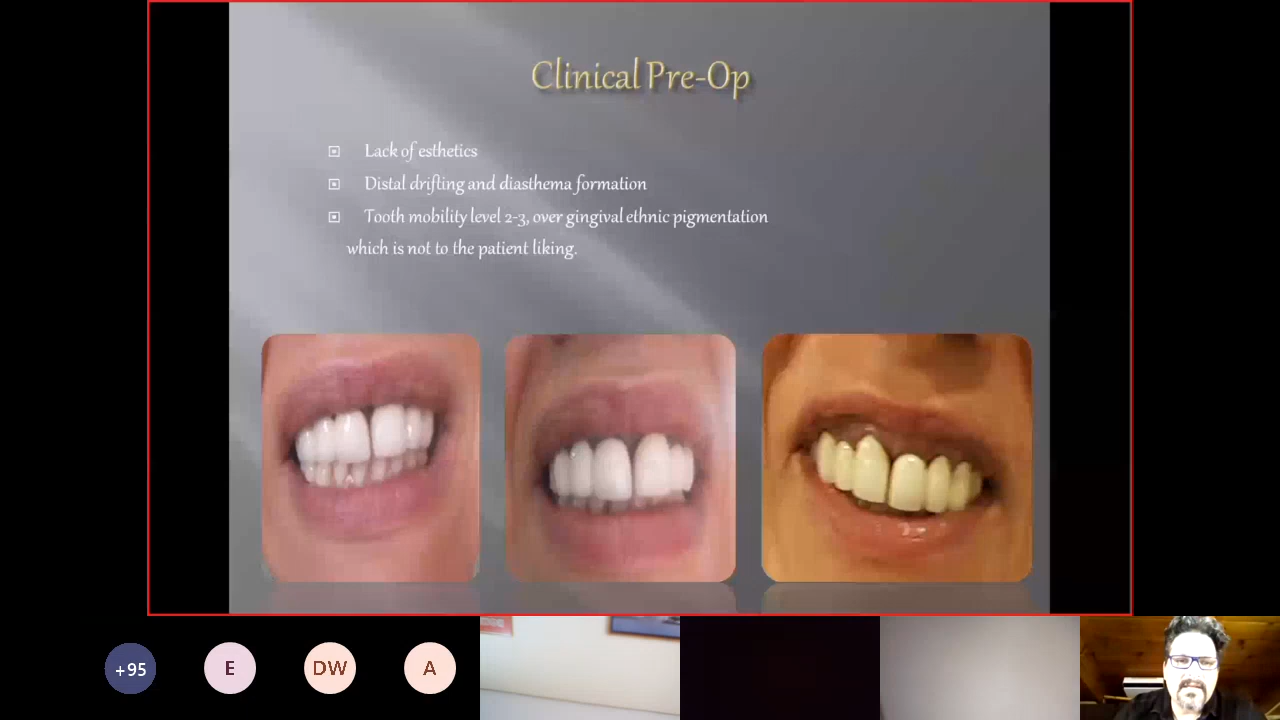 Clinical Pre-Op
Lack of esthetics
Distal drifting and diasthema formation
Tooth mobility level 2-3, over gingival ethnic pigmentation
which is not to the patient liking.
+95
E
DW
A